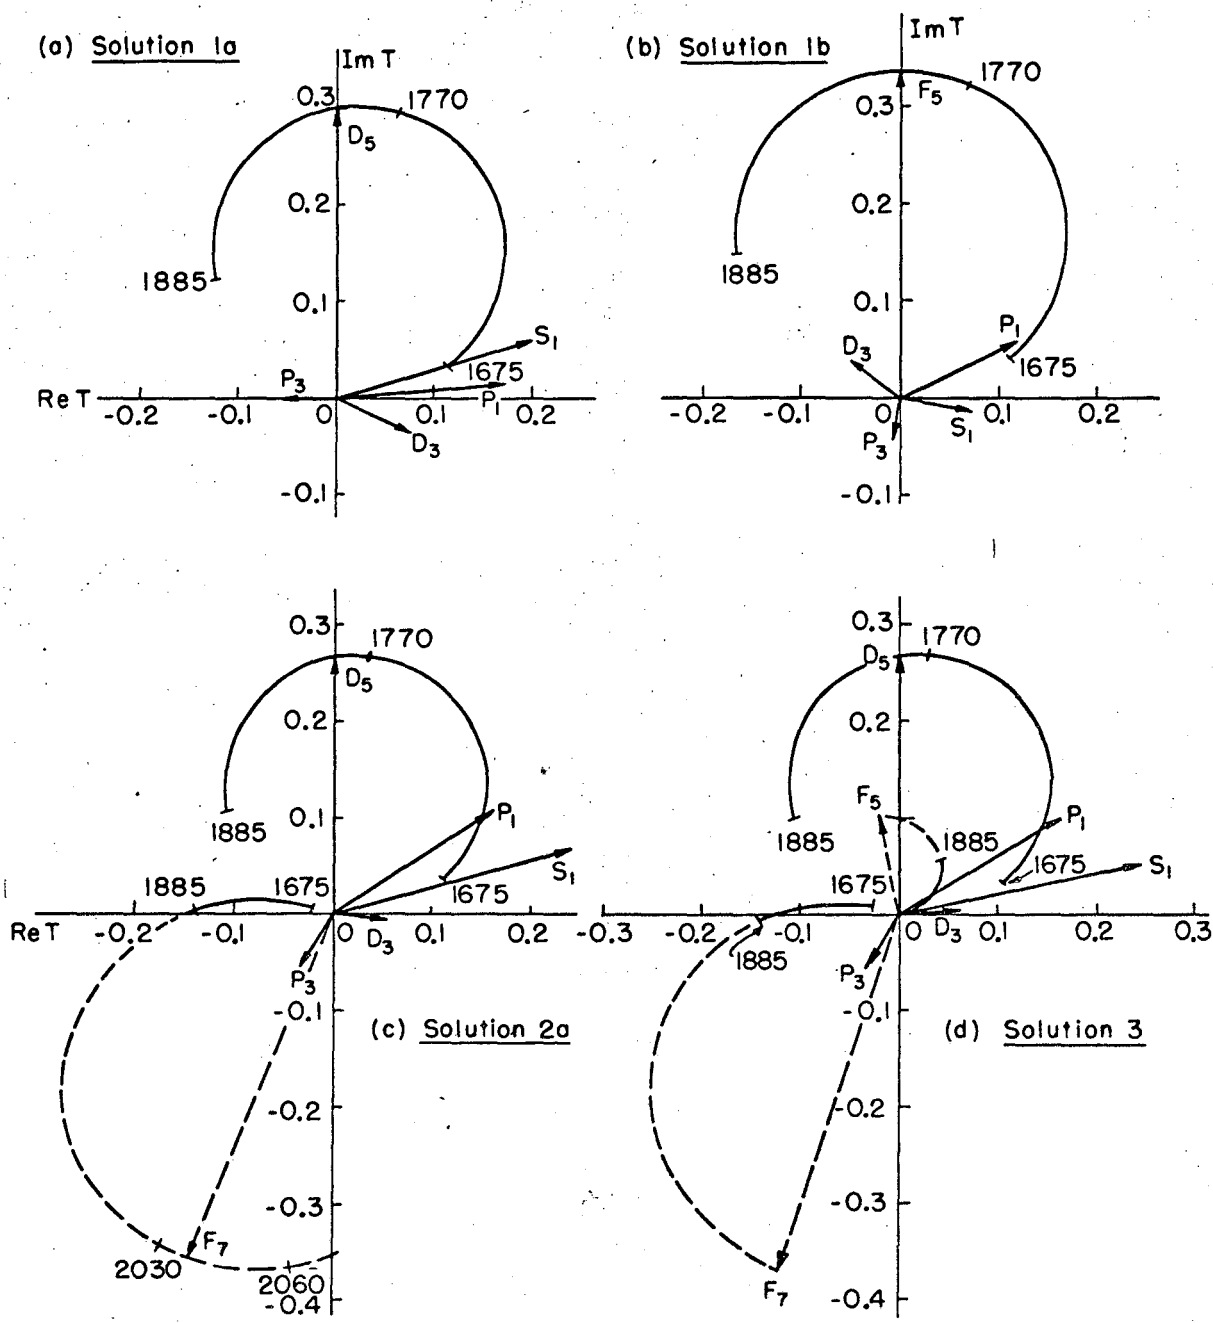 (a) Solution 1a
Im T
0.3
1770
D5
0.2
1885
0.1
S1
1675
P3
P1
Re T
-0.2
-0.1
0
0.1
0.2
D3
-0.1
(b) Solution 1b
Im T
1770
0.3
F5
0.2
1885
0.1
P1
D3
1675
-0.2
-0.1
0
0.1
0.2
S1
P3
-0.1
0.3
1770
D5
0.2
0.1
P1
1885
S1
1885
1675
1675
Re T
-0.2
-0.1
0
D3
0.1
0.2
P3
-0.1
(c) Solution 2a
-0.2
-0.3
F7
2030
2060
-0.4
0.3
1770
D5
0.2
F5
P1
1885
1885
1675
1675
S1
-0.3
-0.2
-0.1
0
D3
0.1
0.2
0.3
1885
P3
-0.1
(d) Solution 3
-0.2
-0.3
F7
-0.4